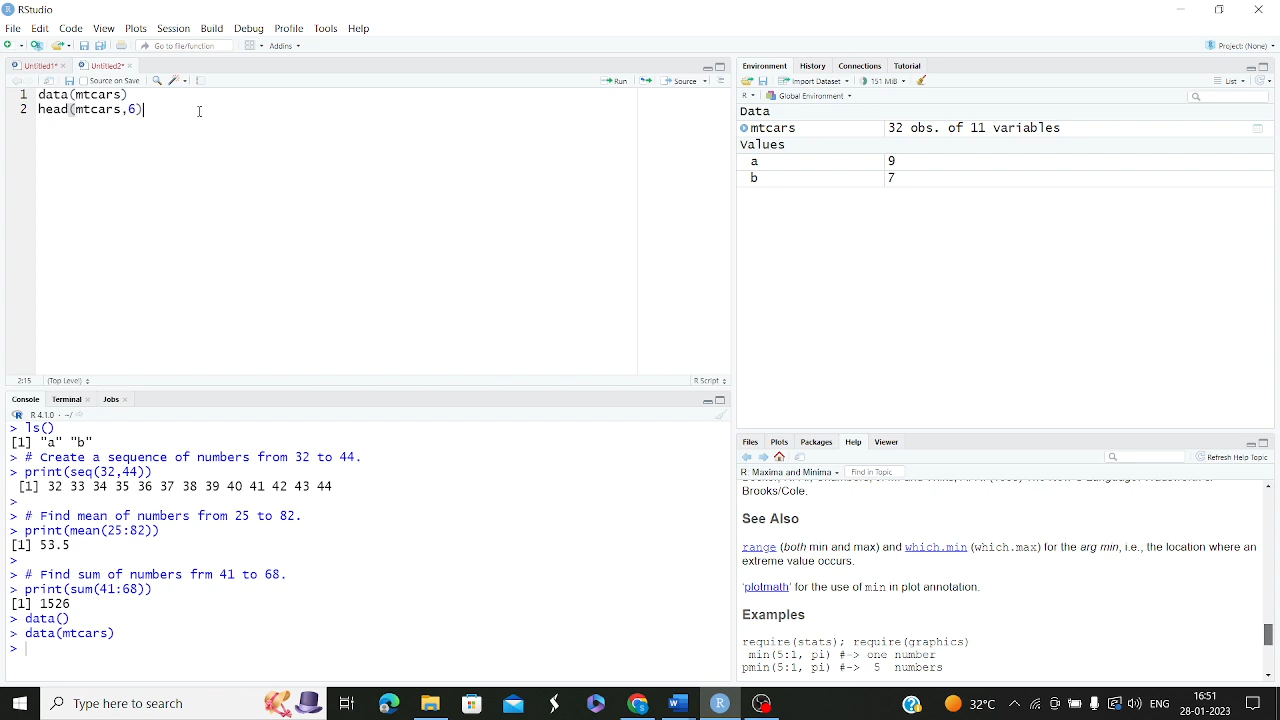 RStudio
File Edit Code View Plots Session Build Debug Profile Tools Help
Go to file/function Addins Project: (None)
Untitled1* Untitled2*
Source on Save Run Source
1 data(mtcars)
2 head(mtcars,6)
2:15 (Top Level) R Script
Console Terminal Jobs
R 4.1.0 · ~/
> ls()
[1] "a" "b"
> # Create a sequence of numbers from 32 to 44.
> print(seq(32,44))
[1] 32 33 34 35 36 37 38 39 40 41 42 43 44
>
> # Find mean of numbers from 25 to 82.
> print(mean(25:82))
[1] 53.5
>
> # Find sum of numbers frm 41 to 68.
> print(sum(41:68))
[1] 1526
> data()
> data(mtcars)
>
Environment History Connections Tutorial
Import Dataset 151 MiB List
R Global Environment
Data
mtcars 32 obs. of 11 variables
Values
a 9
b 7
Files Plots Packages Help Viewer
Refresh Help Topic
R: Maxima and Minima Find in Topic
Brooks/Cole.
See Also
range (both min and max) and which.min (which.max) for the arg min, i.e., the location where an
extreme value occurs.
'plotmath' for the use of min in plot annotation.
Examples
require(stats); require(graphics)
min(5:1, pi) #-> one number
pmin(5:1, pi) #-> 5 numbers
Type here to search
32°C ENG
16:51
28-01-2023